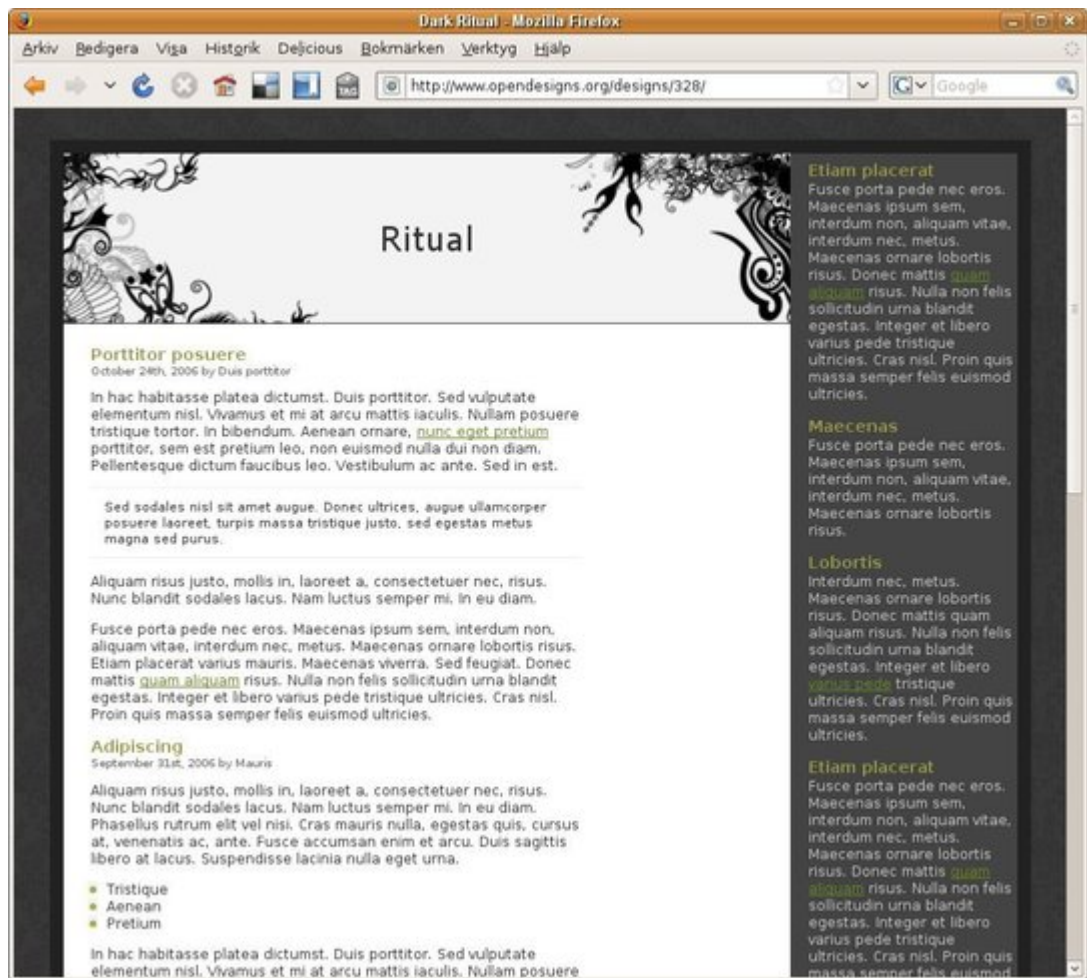 Dark Ritual - Mozilla Firefox
Arkiv Redigera Visa Historik Delicious Bokmärken Verktyg Hjälp
TAG http://www.opendesigns.org/designs/328/ G Google
Ritual
Porttitor posuere
October 24th, 2006 by Duis porttitor
In hac habitasse platea dictumst. Duis porttitor. Sed vulputate
elementum nisl. Vivamus et mi at arcu mattis iaculis. Nullam posuere
tristique tortor. In bibendum. Aenean ornare, nunc eget pretium
porttitor, sem est pretium leo, non euismod nulla dui non diam.
Pellentesque dictum faucibus leo. Vestibulum ac ante. Sed in est.
Sed sodales nisl sit amet augue. Donec ultrices, augue ullamcorper
posuere laoreet, turpis massa tristique justo, sed egestas metus
magna sed purus.
Aliquam risus justo, mollis in, laoreet a, consectetuer nec, risus.
Nunc blandit sodales lacus. Nam luctus semper mi. In eu diam.
Fusce porta pede nec eros. Maecenas ipsum sem, interdum non,
aliquam vitae, interdum nec, metus. Maecenas ornare lobortis risus.
Etiam placerat varius mauris. Maecenas viverra. Sed feugiat. Donec
mattis quam aliquam risus. Nulla non felis sollicitudin urna blandit
egestas. Integer et libero varius pede tristique ultricies. Cras nisl.
Proin quis massa semper felis euismod ultricies.
Adipiscing
September 31st, 2006 by Mauris
Aliquam risus justo, mollis in, laoreet a, consectetuer nec, risus.
Nunc blandit sodales lacus. Nam luctus semper mi. In eu diam.
Phasellus rutrum elit vel nisi. Cras mauris nulla, egestas quis, cursus
at, venenatis ac, ante. Fusce accumsan enim et arcu. Duis sagittis
libero at lacus. Suspendisse lacinia nulla eget urna.
Tristique
Aenean
Pretium
In hac habitasse platea dictumst. Duis porttitor. Sed vulputate
elementum nisl. Vivamus et mi at arcu mattis iaculis. Nullam posuere
Etiam placerat
Fusce porta pede nec eros.
Maecenas ipsum sem,
interdum non, aliquam vitae,
interdum nec, metus.
Maecenas ornare lobortis
risus. Donec mattis quam
aliquam risus. Nulla non felis
sollicitudin urna blandit
egestas. Integer et libero
varius pede tristique
ultricies. Cras nisl. Proin quis
massa semper felis euismod
ultricies.
Maecenas
Fusce porta pede nec eros.
Maecenas ipsum sem,
interdum non, aliquam vitae,
interdum nec, metus.
Maecenas ornare lobortis
risus.
Lobortis
Interdum nec, metus.
Maecenas ornare lobortis
risus. Donec mattis quam
aliquam risus. Nulla non felis
sollicitudin urna blandit
egestas. Integer et libero
varius pede tristique
ultricies. Cras nisl. Proin quis
massa semper felis euismod
ultricies.
Etiam placerat
Fusce porta pede nec eros.
Maecenas ipsum sem,
interdum non, aliquam vitae,
interdum nec, metus.
Maecenas ornare lobortis
risus. Donec mattis quam
aliquam risus. Nulla non felis
sollicitudin urna blandit
egestas. Integer et libero
varius pede tristique
ultricies. Cras nisl. Proin quis
massa semper felis euismod